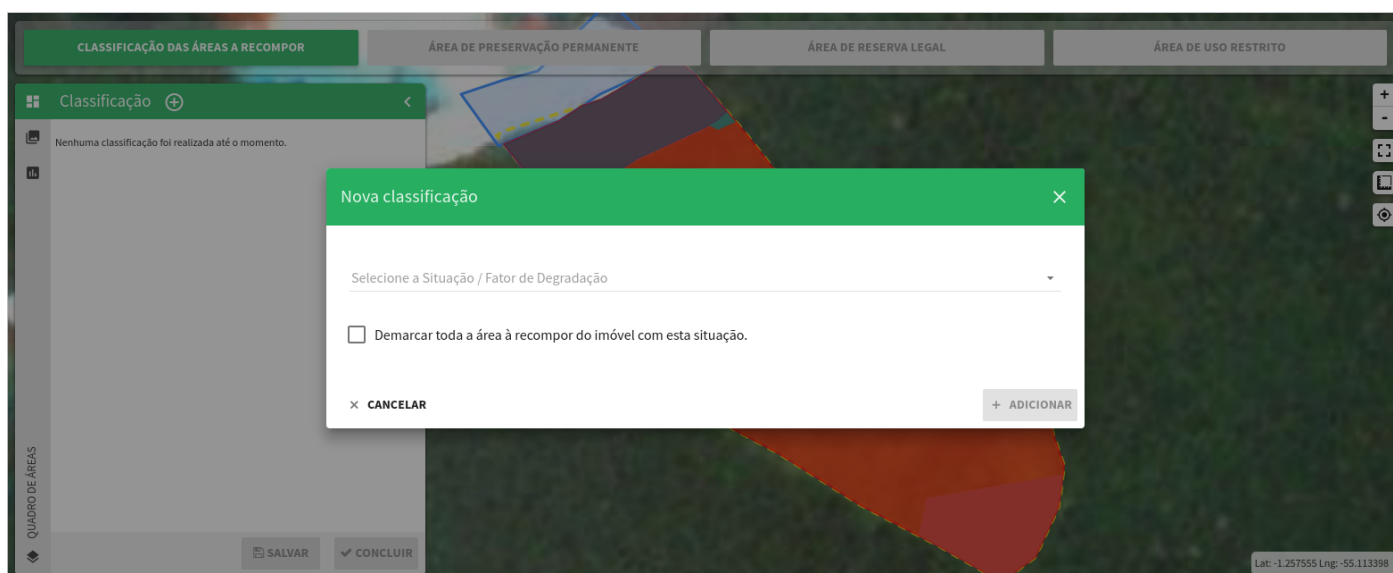 CLASSIFICAÇÃO DAS ÁREAS A RECOMPOR
ÁREA DE PRESERVAÇÃO PERMANENTE
ÁREA DE RESERVA LEGAL
ÁREA DE USO RESTRITO
Classificação
Nenhuma classificação foi realizada até o momento.
+
-
Nova classificação
Selecione a Situação / Fator de Degradação
Demarcar toda a área à recompor do imóvel com esta situação.
CANCELAR
+ ADICIONAR
QUADRO DE ÁREAS
SALVAR
CONCLUIR
Lat: -1.257555 Lng: -55.113398